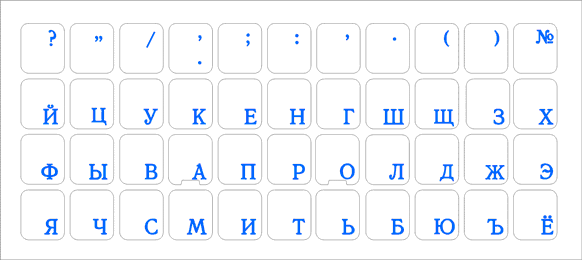 ? ” / , . ; : ’ · ( ) №
Й Ц У К Е Н Г Ш Щ З Х
Ф Ы В А П Р О Л Д Ж Э
Я Ч С М И Т Ь Б Ю Ъ Ё